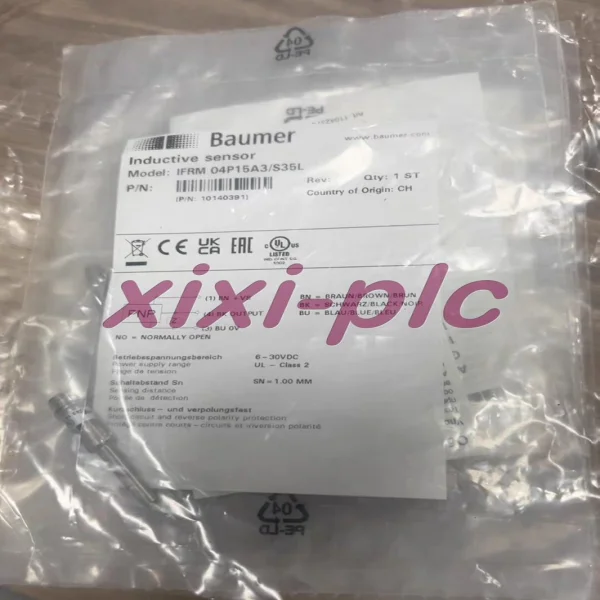 04
PE-LD
Baumer
www.baumer.com
Inductive sensor
Model: IFRM 04P15A3/S35L
P/N:
(P/N: 10140391)
Rev:
Qty: 1 ST
Country of Origin: CH
CE UK CA EAC c UL us
LISTED
xixi-plc
(1) BN +VS
PNP
(4) BK OUTPUT
Z
(3) BU 0V
NO = NORMALLY OPEN
BN = BRAUN/BROWN/BRUN
BK = SCHWARZ/BLACK/NOIR
BU = BLAU/BLUE/BLEU
Betriebsspannungsbereich 6-30VDC
Power supply range UL - Class 2
Plage de tension
Schaltabstand Sn SN = 1.00 MM
Sensing distance
Portée de détection
Kurzschluss- und verpolungsfest
Short circuit and reverse polarity protection
04
PE-LD